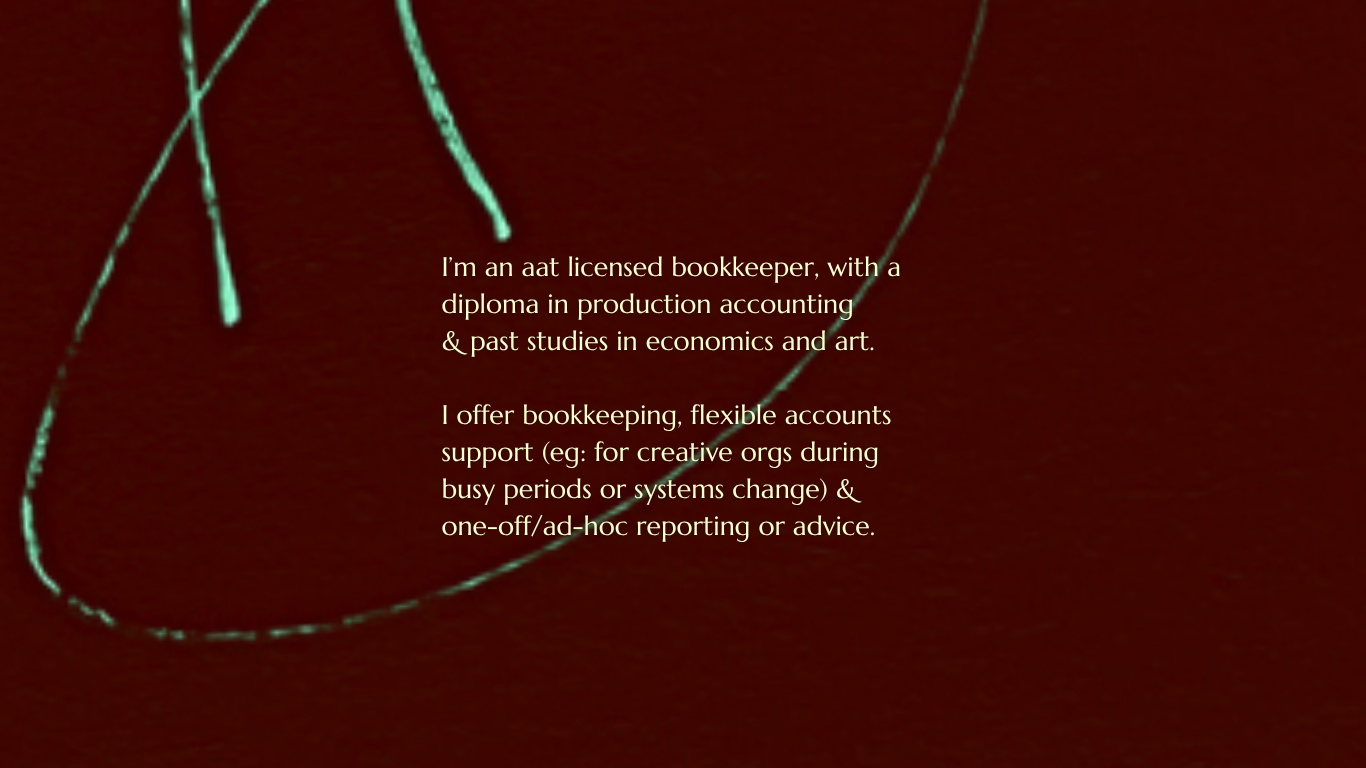 I'm an aat licensed bookkeeper, with a
diploma in production accounting
& past studies in economics and art.
I offer bookkeeping, flexible accounts
support (eg: for creative orgs during
busy periods or systems change) &
one-off/ad-hoc reporting or advice.